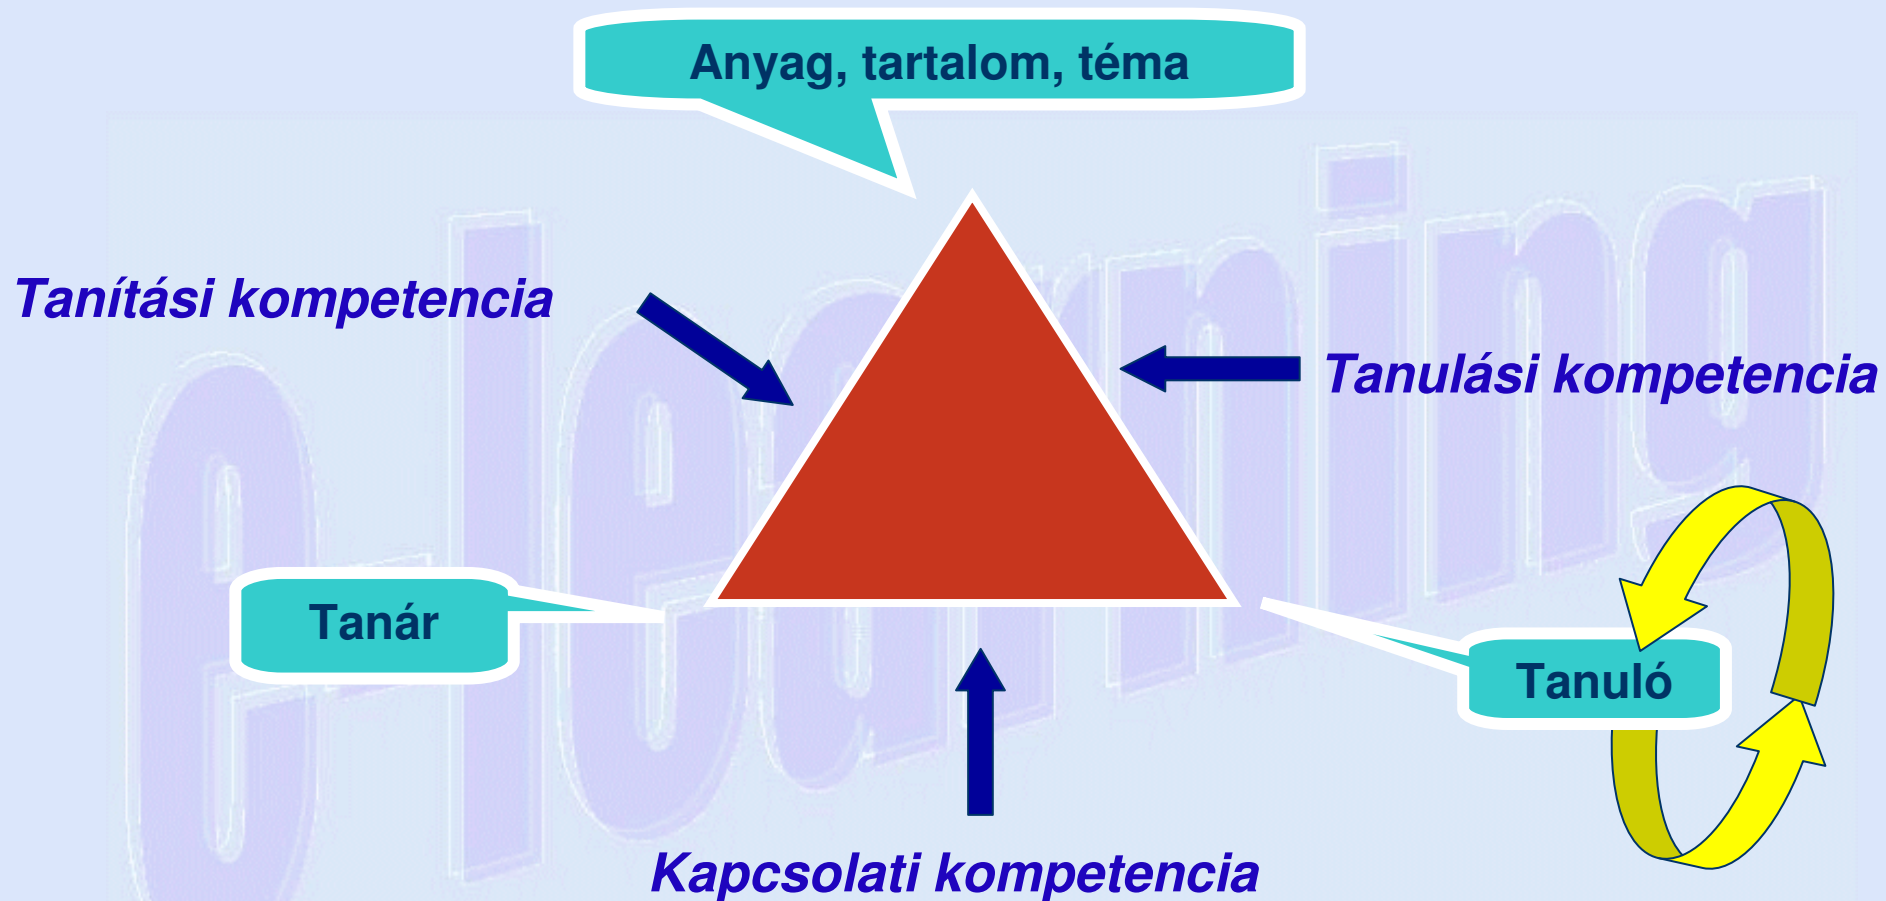 Anyag, tartalom, téma
Tanítási kompetencia
Tanulási kompetencia
Tanár
Tanuló
Kapcsolati kompetencia
e-learning